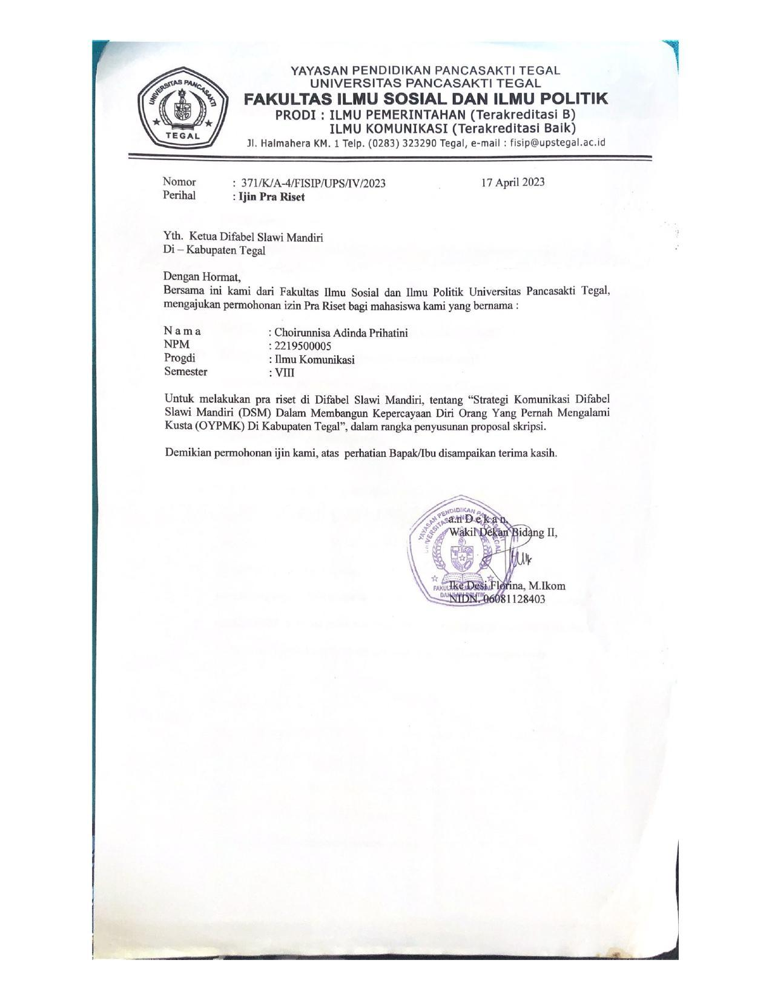 UNIVERSITAS PANCASAKTI
TEGAL
YAYASAN PENDIDIKAN PANCASAKTI TEGAL
UNIVERSITAS PANCASAKTI TEGAL
FAKULTAS ILMU SOSIAL DAN ILMU POLITIK
PRODI : ILMU PEMERINTAHAN (Terakreditasi B)
ILMU KOMUNIKASI (Terakreditasi Baik)
Jl. Halmahera KM. 1 Telp. (0283) 323290 Tegal, e-mail : fisip@upstegal.ac.id
Nomor : 371/K/A-4/FISIP/UPS/IV/2023 17 April 2023
Perihal : Ijin Pra Riset
Yth. Ketua Difabel Slawi Mandiri
Di – Kabupaten Tegal
Dengan Hormat,
Bersama ini kami dari Fakultas Ilmu Sosial dan Ilmu Politik Universitas Pancasakti Tegal,
mengajukan permohonan izin Pra Riset bagi mahasiswa kami yang bernama :
N a m a : Choirunnisa Adinda Prihatini
NPM : 2219500005
Progdi : Ilmu Komunikasi
Semester : VIII
Untuk melakukan pra riset di Difabel Slawi Mandiri, tentang “Strategi Komunikasi Difabel
Slawi Mandiri (DSM) Dalam Membangun Kepercayaan Diri Orang Yang Pernah Mengalami
Kusta (OYPMK) Di Kabupaten Tegal”, dalam rangka penyusunan proposal skripsi.
Demikian permohonan ijin kami, atas perhatian Bapak/Ibu disampaikan terima kasih.
YAYASAN PENDIDIKAN PANCASAKTI
UNIVERSITAS PANCASAKTI TEGAL
a.n D e k a n,
Wakil Dekan Bidang II,
FAKULTAS ILMU SOSIAL
DAN ILMU POLITIK
Ike Desi Florina, M.Ikom
NIDN. 06081128403